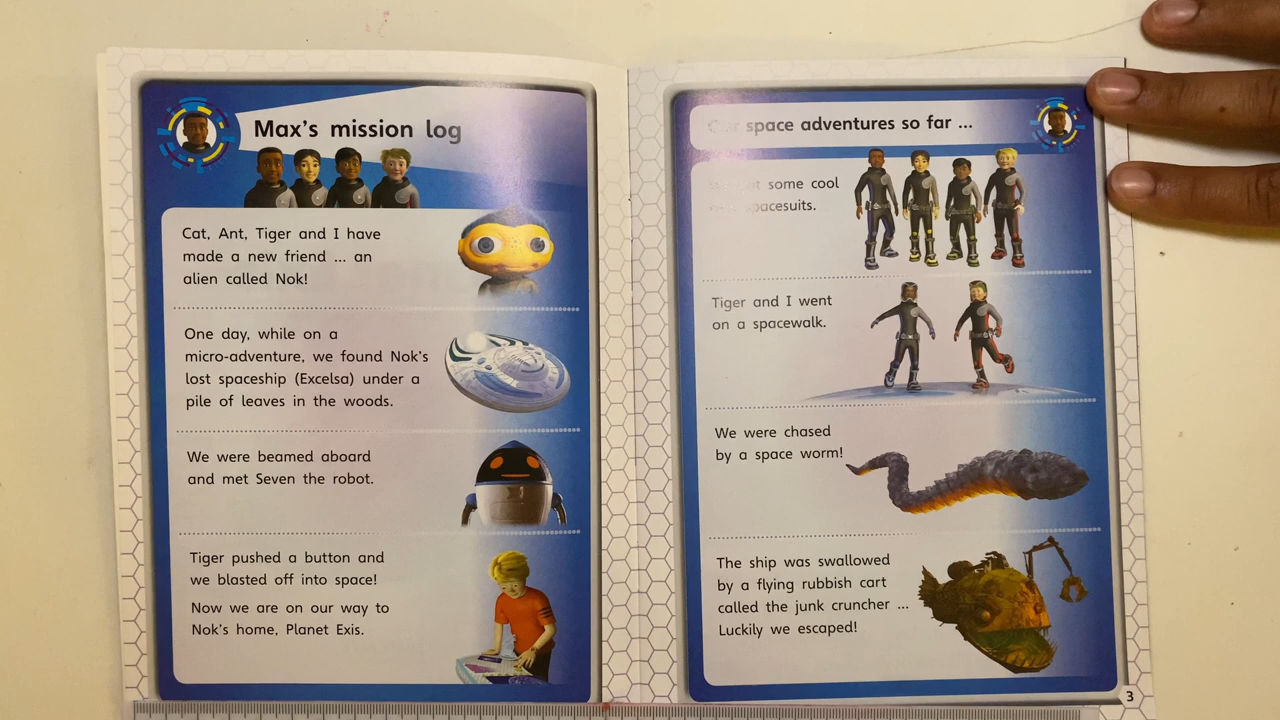 Max's mission log
Cat, Ant, Tiger and I have
made a new friend ... an
alien called Nok!
One day, while on a
micro-adventure, we found Nok's
lost spaceship (Excelsa) under a
pile of leaves in the woods.
We were beamed aboard
and met Seven the robot.
Tiger pushed a button and
we blasted off into space!
Now we are on our way to
Nok's home, Planet Exis.
Our space adventures so far ...
some cool
spacesuits.
Tiger and I went
on a spacewalk.
We were chased
by a space worm!
The ship was swallowed
by a flying rubbish cart
called the junk cruncher ...
Luckily we escaped!
3